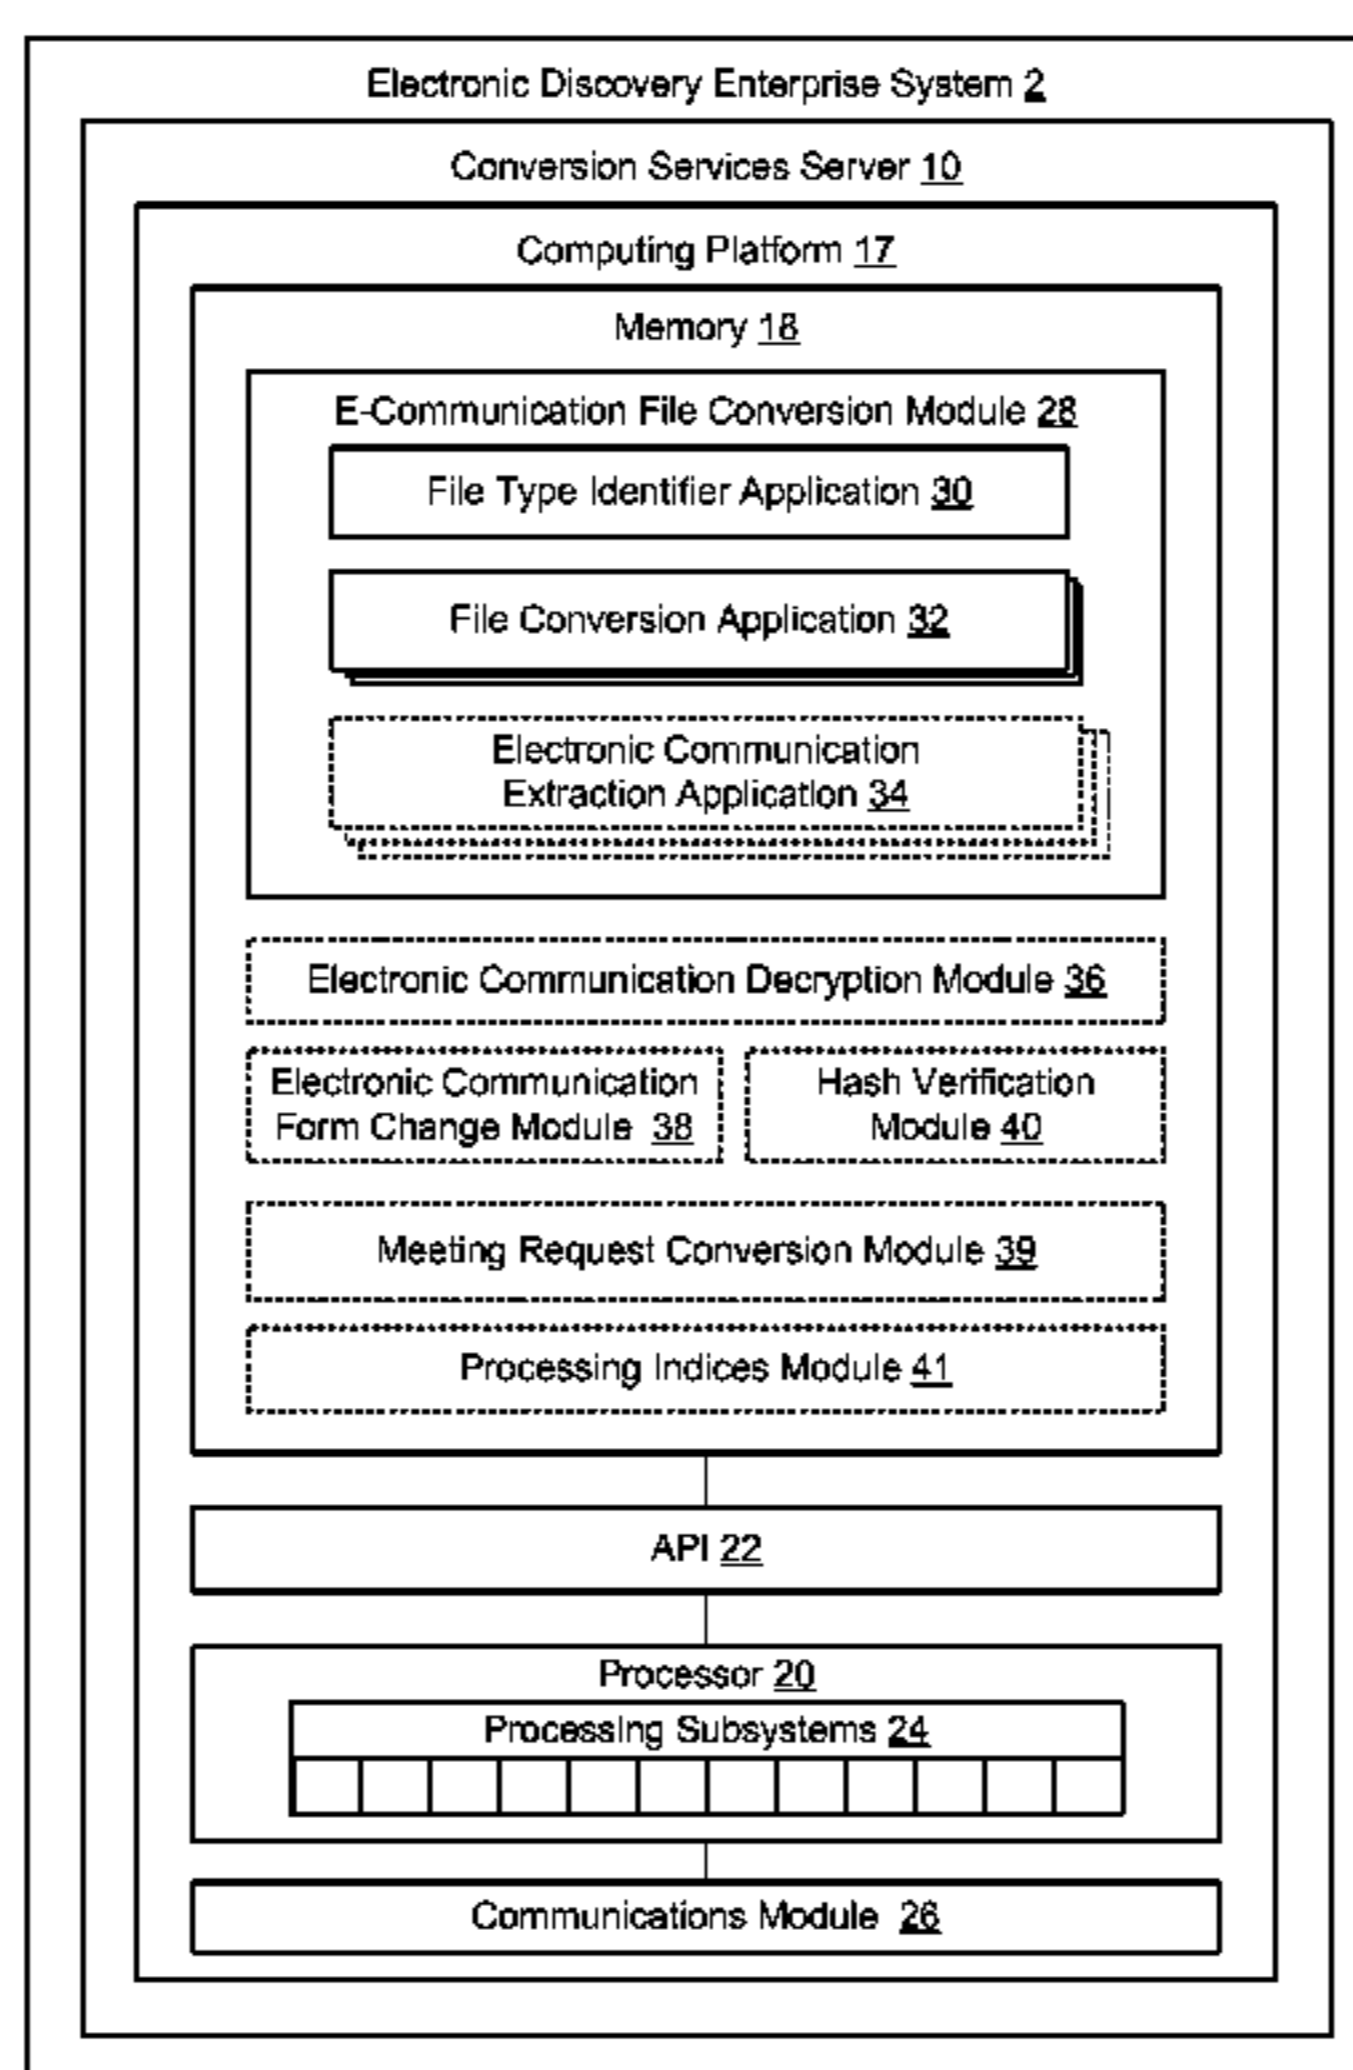 Electronic Discovery Enterprise System 2
Conversion Services Server 10
Computing Platform 17
Memory 18
E-Communication File Conversion Module 28
File Type Identifier Application 30
File Conversion Application 32
Electronic Communication
Extraction Application 34
Electronic Communication Decryption Module 36
Electronic Communication
Form Change Module 38
Hash Verification
Module 40
Meeting Request Conversion Module 39
Processing Indices Module 41
API 22
Processor 20
Processing Subsystems 24
Communications Module 26